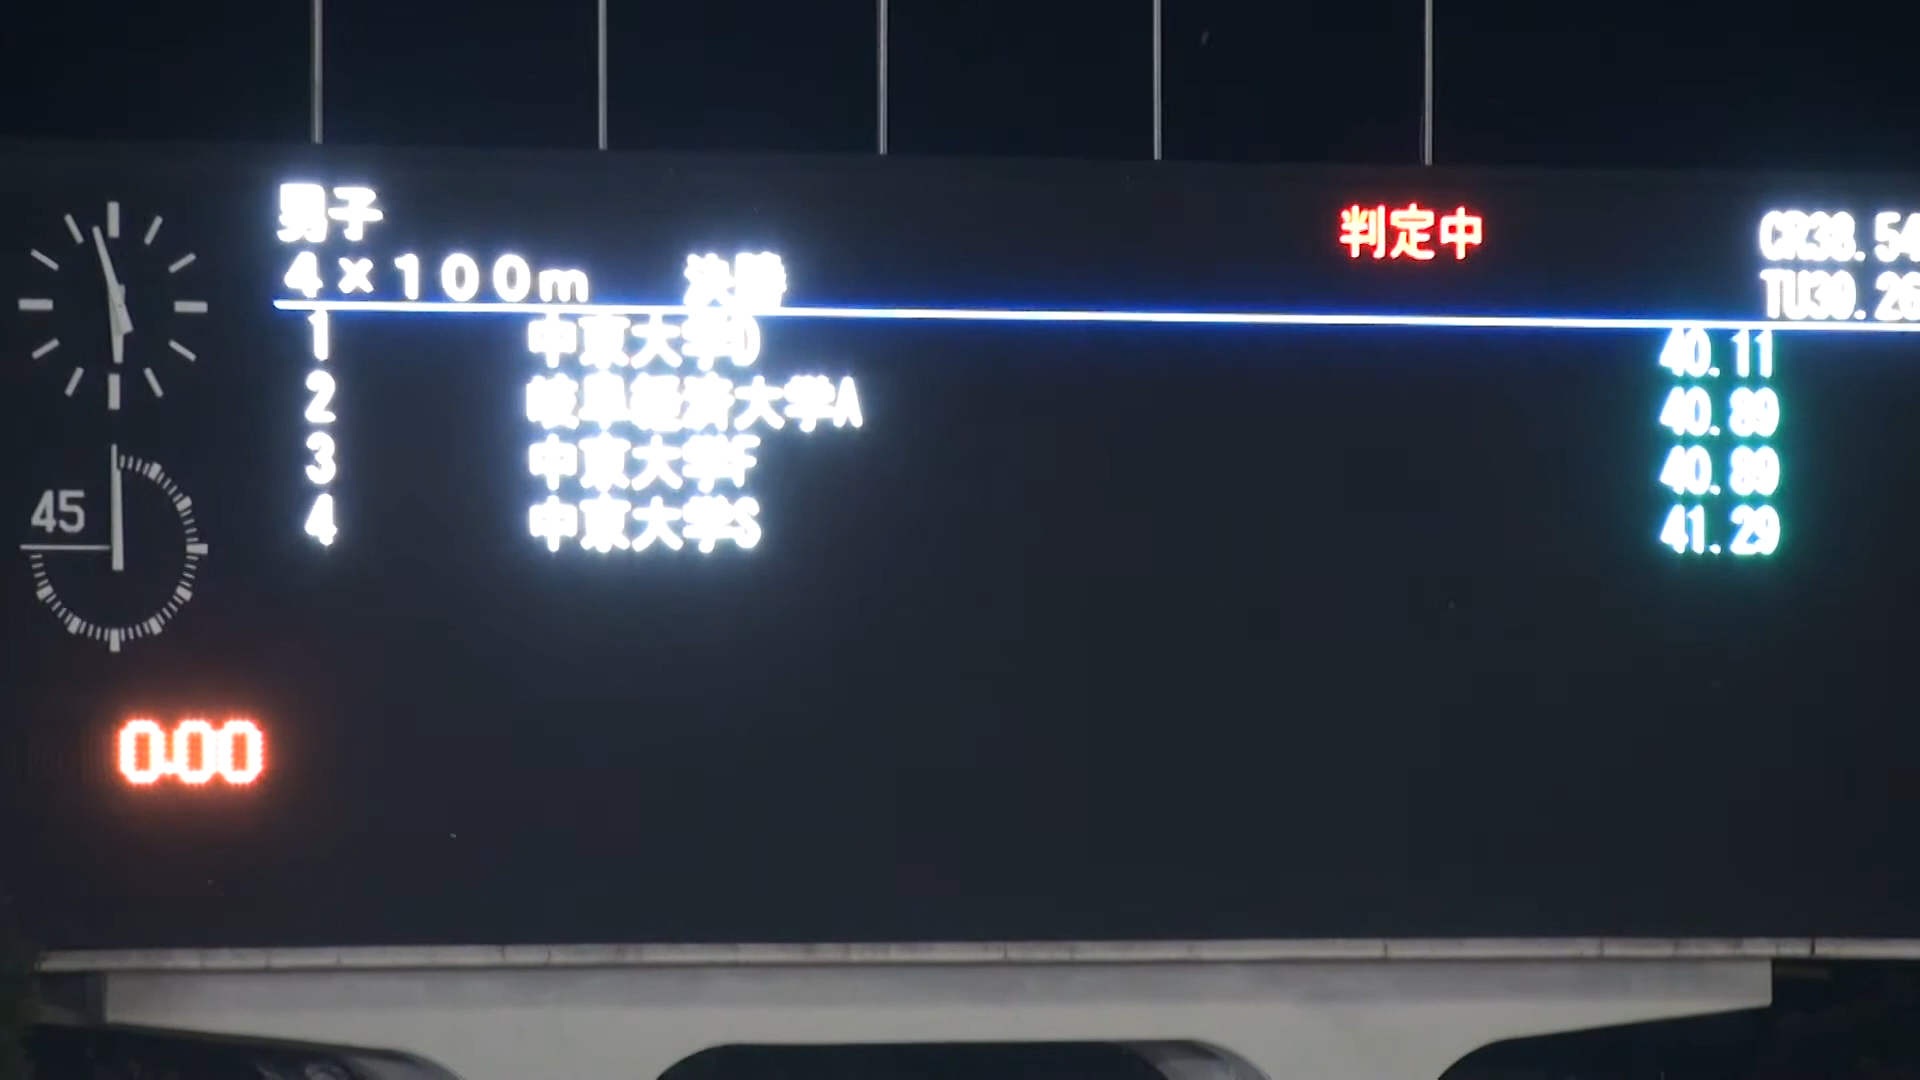 男子
判定中
4×100m 決勝
CR38.54
TU39.26
1 中京大学D 40.11
2 岐阜経済大学A 40.89
3 中京大学F 40.89
4 中京大学S 41.29
45
0.00